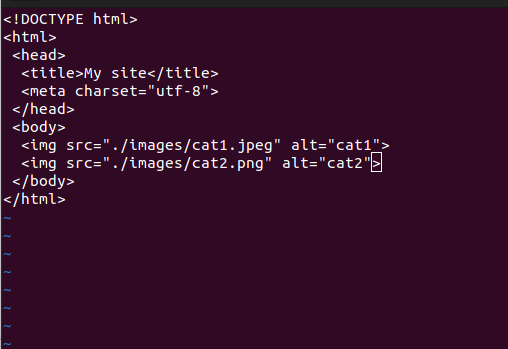 <!DOCTYPE html>
<html>
 <head>
  <title>My site</title>
  <meta charset="utf-8">
 </head>
 <body>
  <img src="./images/cat1.jpeg" alt="cat1">
  <img src="./images/cat2.png" alt="cat2">
 </body>
</html>
~
~
~
~
~
~
~
~